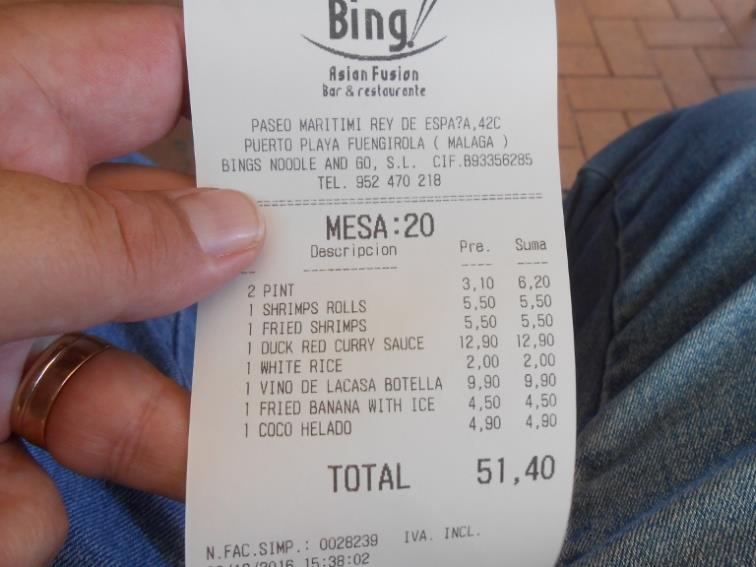 Bing!
Asian Fusion
Bar & restaurante
PASEO MARITIMI REY DE ESPA?A,42C
PUERTO PLAYA FUENGIROLA ( MALAGA )
BINGS NOODLE AND GO, S.L. CIF.B93356285
TEL. 952 470 218
MESA:20
Descripcion Pre. Suma
2 PINT 3,10 6,20
1 SHRIMPS ROLLS 5,50 5,50
1 FRIED SHRIMPS 5,50 5,50
1 DUCK RED CURRY SAUCE 12,90 12,90
1 WHITE RICE 2,00 2,00
1 VINO DE LACASA BOTELLA 9,90 9,90
1 FRIED BANANA WITH ICE 4,50 4,50
1 COCO HELADO 4,90 4,90
TOTAL 51,40
N.FAC.SIMP.: 0028239 IVA. INCL.
15:38:02